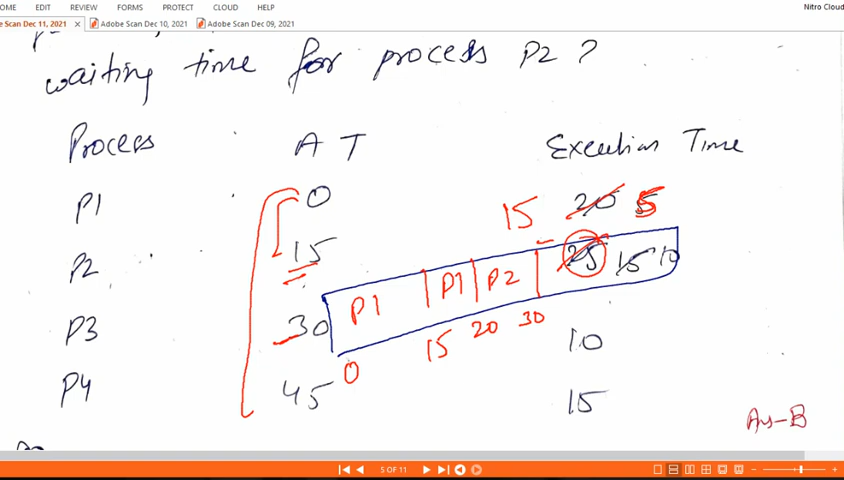 HOME EDIT REVIEW FORMS PROTECT CLOUD HELP Nitro Cloud
e Scan Dec 11, 2021 × Adobe Scan Dec 10, 2021 Adobe Scan Dec 09, 2021
waiting time for process P2 ?
Process A T Execution Time
P1 0 15 20 5
P2 15 25 15 10
P1 P1 P2
0 15 20 30
P3 30 10
P4 45 15
Ans-B
5 OF 11